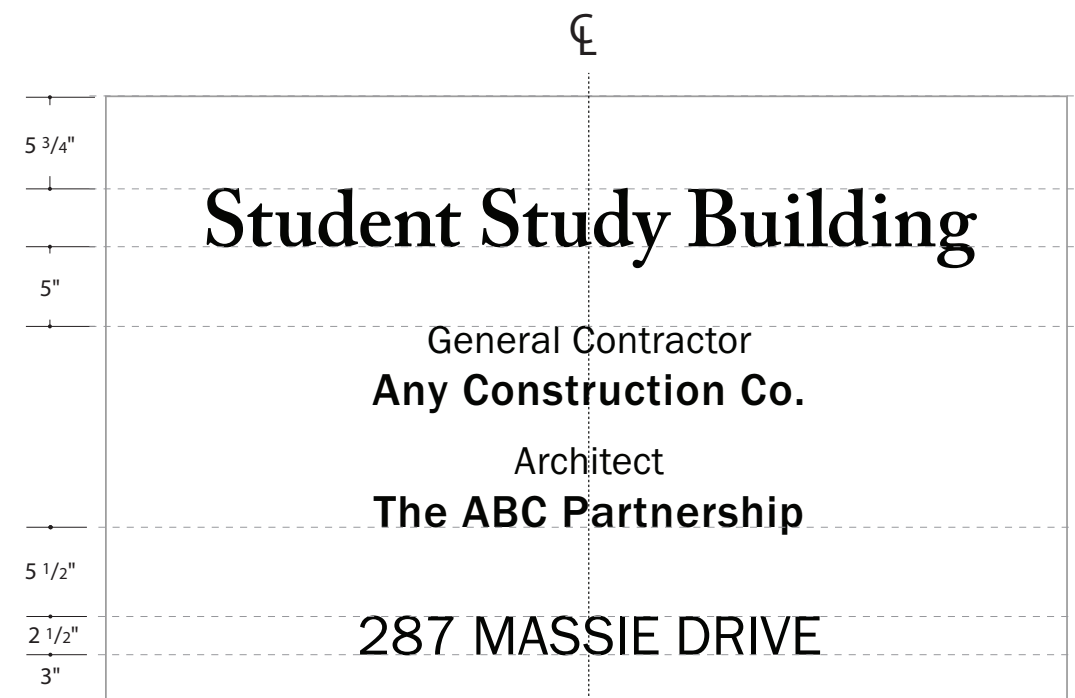 ℄
5 3/4"
Student Study Building
5"
General Contractor
Any Construction Co.
Architect
The ABC Partnership
5 1/2"
287 MASSIE DRIVE
2 1/2"
3"